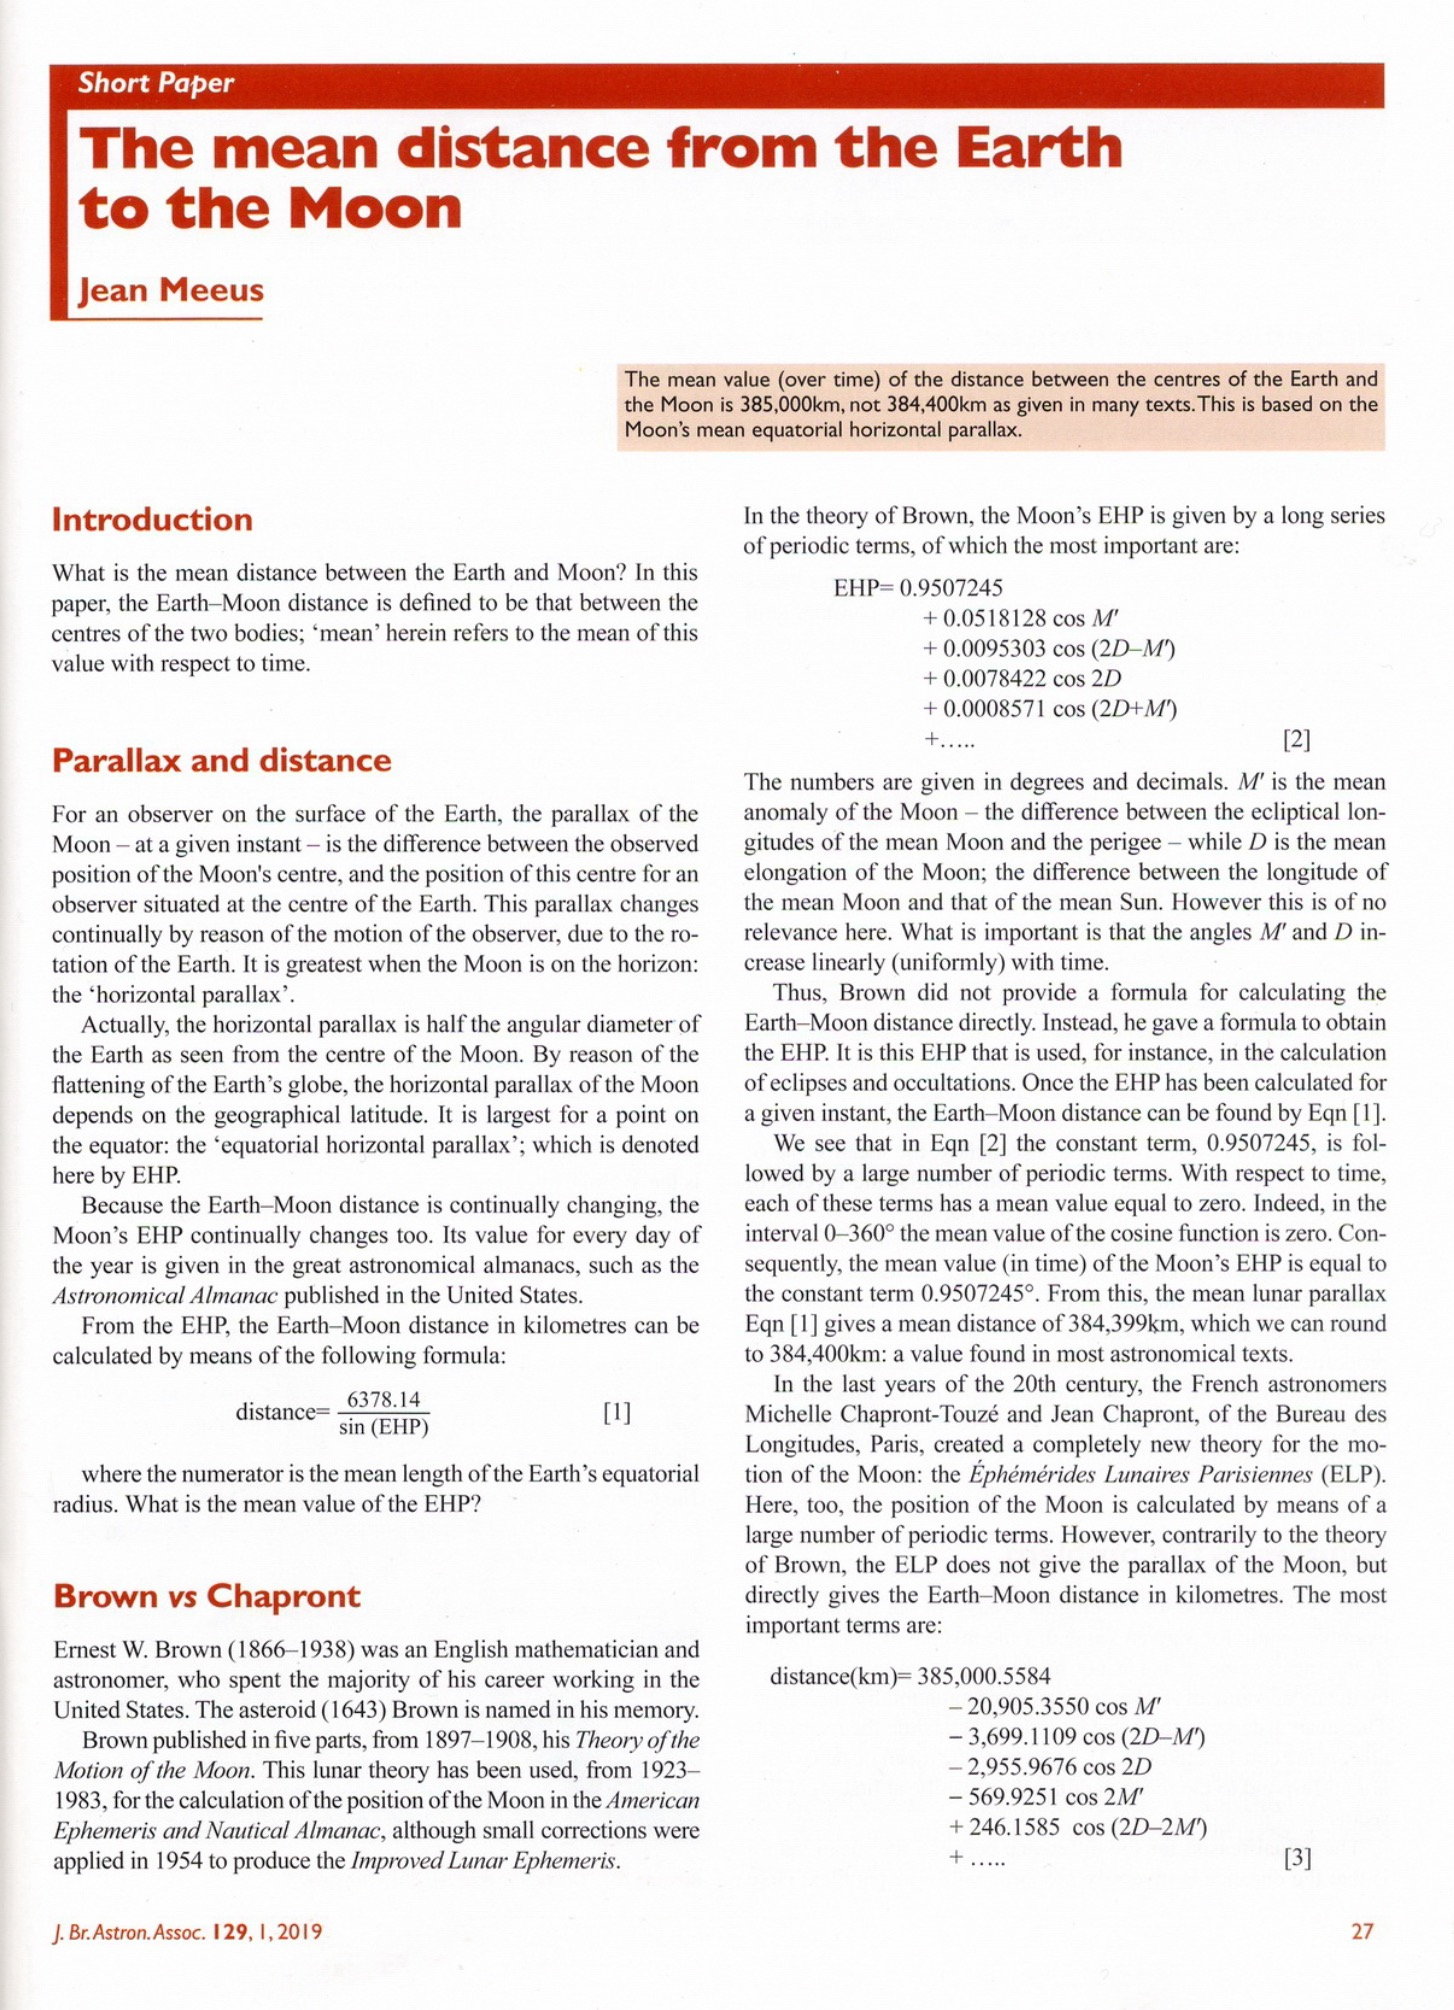 Short Paper
The mean distance from the Earth
to the Moon
Jean Meeus
The mean value (over time) of the distance between the centres of the Earth and
the Moon is 385,000km, not 384,400km as given in many texts. This is based on the
Moon's mean equatorial horizontal parallax.
Introduction
What is the mean distance between the Earth and Moon? In this
paper, the Earth–Moon distance is defined to be that between the
centres of the two bodies; ‘mean’ herein refers to the mean of this
value with respect to time.
Parallax and distance
For an observer on the surface of the Earth, the parallax of the
Moon – at a given instant – is the difference between the observed
position of the Moon's centre, and the position of this centre for an
observer situated at the centre of the Earth. This parallax changes
continually by reason of the motion of the observer, due to the ro-
tation of the Earth. It is greatest when the Moon is on the horizon:
the ‘horizontal parallax’.
Actually, the horizontal parallax is half the angular diameter of
the Earth as seen from the centre of the Moon. By reason of the
flattening of the Earth’s globe, the horizontal parallax of the Moon
depends on the geographical latitude. It is largest for a point on
the equator: the ‘equatorial horizontal parallax’; which is denoted
here by EHP.
Because the Earth–Moon distance is continually changing, the
Moon’s EHP continually changes too. Its value for every day of
the year is given in the great astronomical almanacs, such as the
Astronomical Almanac published in the United States.
From the EHP, the Earth–Moon distance in kilometres can be
calculated by means of the following formula:
distance= 6378.14 / sin (EHP) [1]
where the numerator is the mean length of the Earth’s equatorial
radius. What is the mean value of the EHP?
Brown vs Chapront
Ernest W. Brown (1866–1938) was an English mathematician and
astronomer, who spent the majority of his career working in the
United States. The asteroid (1643) Brown is named in his memory.
Brown published in five parts, from 1897–1908, his Theory of the
Motion of the Moon. This lunar theory has been used, from 1923–
1983, for the calculation of the position of the Moon in the American
Ephemeris and Nautical Almanac, although small corrections were
applied in 1954 to produce the Improved Lunar Ephemeris.
In the theory of Brown, the Moon’s EHP is given by a long series
of periodic terms, of which the most important are:
EHP= 0.9507245
+ 0.0518128 cos M′
+ 0.0095303 cos (2D–M′)
+ 0.0078422 cos 2D
+ 0.0008571 cos (2D+M′)
+..... [2]
The numbers are given in degrees and decimals. M′ is the mean
anomaly of the Moon – the difference between the ecliptical lon-
gitudes of the mean Moon and the perigee – while D is the mean
elongation of the Moon; the difference between the longitude of
the mean Moon and that of the mean Sun. However this is of no
relevance here. What is important is that the angles M′ and D in-
crease linearly (uniformly) with time.
Thus, Brown did not provide a formula for calculating the
Earth–Moon distance directly. Instead, he gave a formula to obtain
the EHP. It is this EHP that is used, for instance, in the calculation
of eclipses and occultations. Once the EHP has been calculated for
a given instant, the Earth–Moon distance can be found by Eqn [1].
We see that in Eqn [2] the constant term, 0.9507245, is fol-
lowed by a large number of periodic terms. With respect to time,
each of these terms has a mean value equal to zero. Indeed, in the
interval 0–360° the mean value of the cosine function is zero. Con-
sequently, the mean value (in time) of the Moon’s EHP is equal to
the constant term 0.9507245°. From this, the mean lunar parallax
Eqn [1] gives a mean distance of 384,399km, which we can round
to 384,400km: a value found in most astronomical texts.
In the last years of the 20th century, the French astronomers
Michelle Chapront-Touzé and Jean Chapront, of the Bureau des
Longitudes, Paris, created a completely new theory for the mo-
tion of the Moon: the Éphémérides Lunaires Parisiennes (ELP).
Here, too, the position of the Moon is calculated by means of a
large number of periodic terms. However, contrarily to the theory
of Brown, the ELP does not give the parallax of the Moon, but
directly gives the Earth–Moon distance in kilometres. The most
important terms are:
distance(km)= 385,000.5584
– 20,905.3550 cos M′
– 3,699.1109 cos (2D–M′)
– 2,955.9676 cos 2D
– 569.9251 cos 2M′
+ 246.1585 cos (2D–2M′)
+ ..... [3]
J. Br. Astron. Assoc. 129, 1, 2019
27